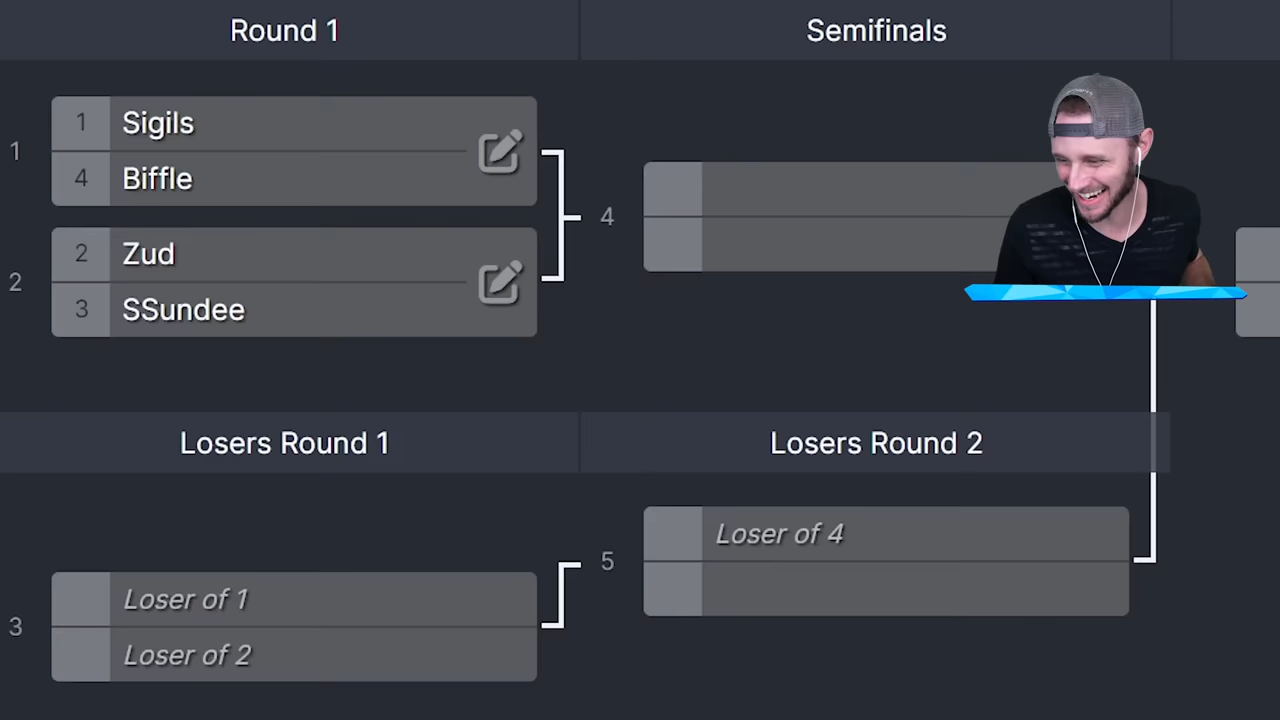 Round 1
Semifinals
1
1 Sigils
4 Biffle
2
2 Zud
3 SSundee
4
Losers Round 1
Losers Round 2
3
Loser of 1
Loser of 2
5
Loser of 4